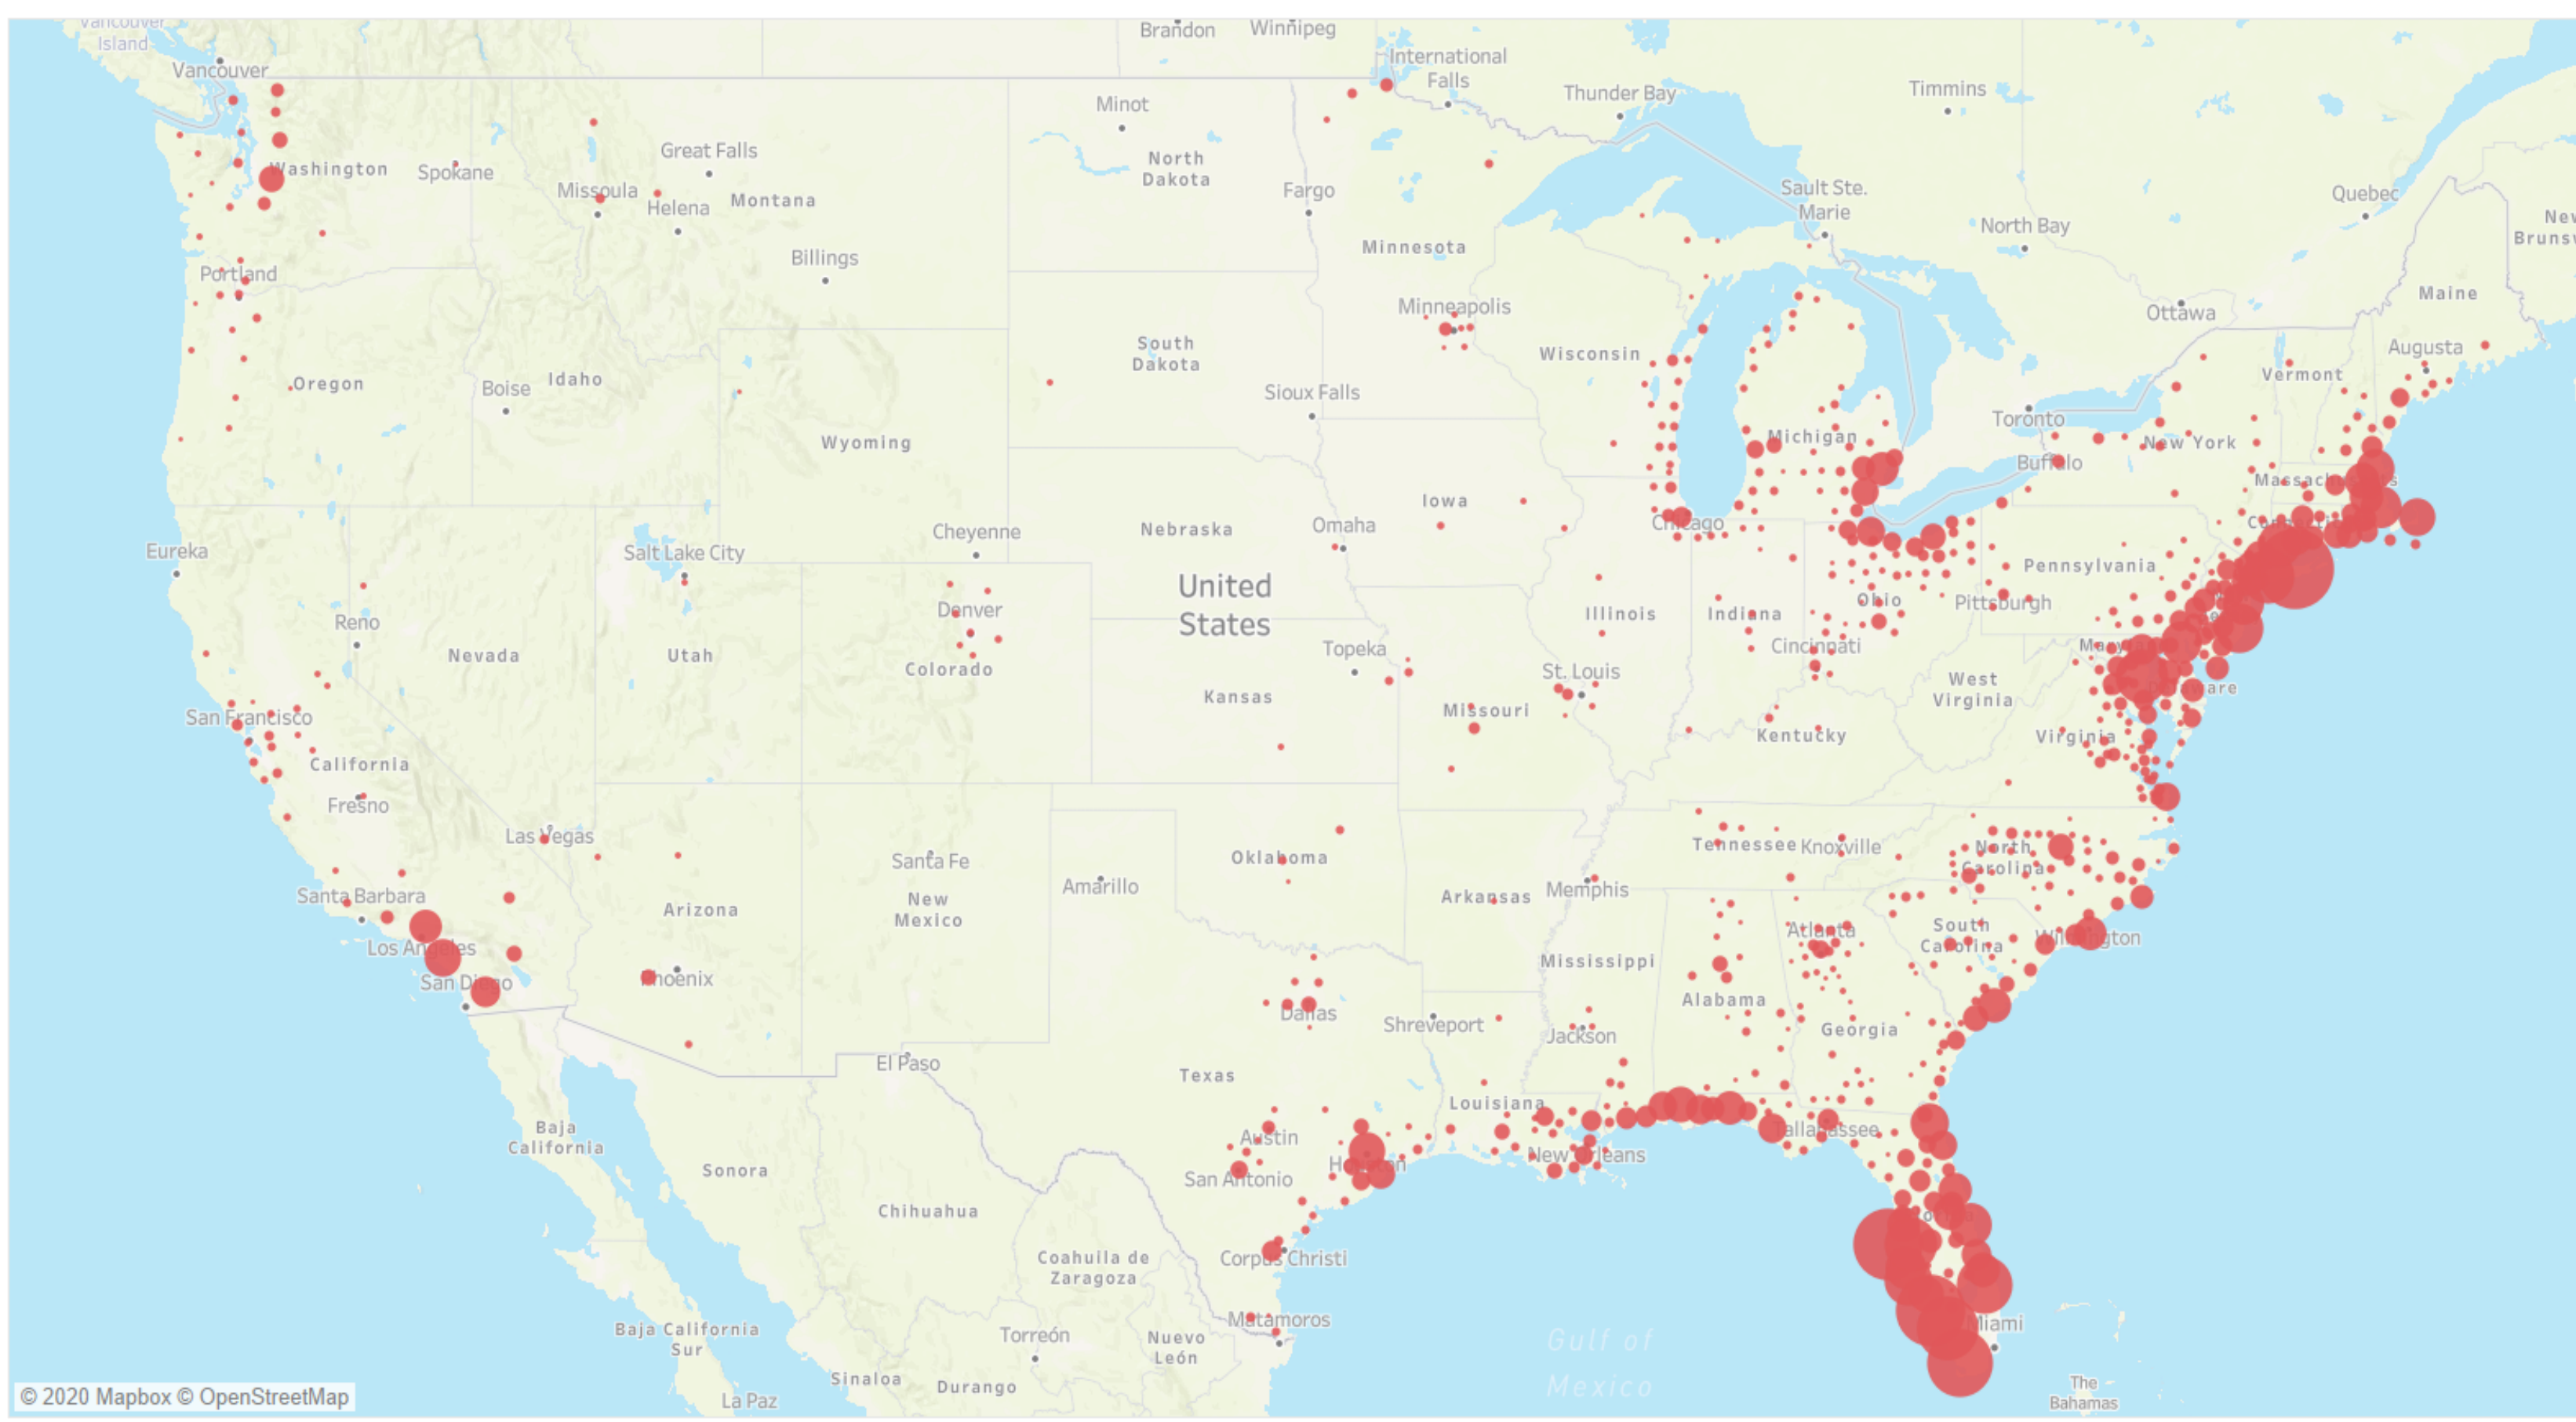 Vancouver
Island
Brandon
Winnipeg
International
Falls
Vancouver
Thunder Bay
Timmins
Minot
Great Falls
North
Dakota
Washington
Spokane
Missoula
Helena
Montana
Fargo
Sault Ste.
Marie
Quebec
North Bay
Minnesota
Billings
Portland
Maine
Minneapolis
Ottawa
South
Dakota
Wisconsin
Augusta
Vermont
Oregon
Boise
Idaho
Sioux Falls
Toronto
Wyoming
Michigan
New York
Buffalo
Iowa
Chicago
Cheyenne
Nebraska
Omaha
Eureka
Salt Lake City
Pennsylvania
United
States
Denver
Illinois
Indiana
Ohio
Pittsburgh
Reno
Nevada
Utah
Colorado
Topeka
Cincinnati
St. Louis
West
Virginia
Kansas
Missouri
San Francisco
Kentucky
Virginia
California
Fresno
Las Vegas
Santa Fe
Oklahoma
Tennessee
Knoxville
North
Carolina
Santa Barbara
Arizona
New
Mexico
Amarillo
Arkansas
Memphis
Los Angeles
Atlanta
South
Carolina
Wilmington
Mississippi
San Diego
Phoenix
Alabama
Dallas
Shreveport
Jackson
Georgia
El Paso
Texas
Louisiana
Baja
California
Austin
Tallahassee
Houston
New Orleans
Sonora
San Antonio
Chihuahua
Coahuila de
Zaragoza
Corpus Christi
Matamoros
Miami
Baja California
Sur
Torreón
Nuevo
León
Gulf of
Mexico
Sinaloa
Durango
La Paz
The
Bahamas
© 2020 Mapbox © OpenStreetMap